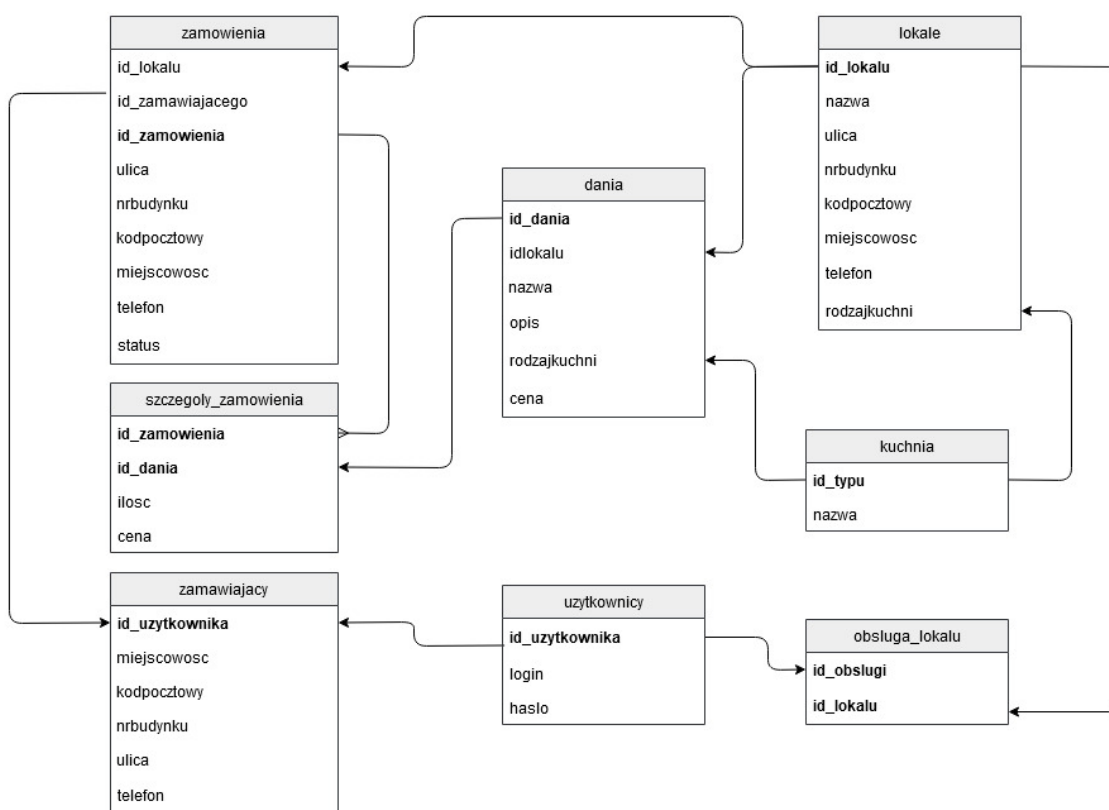 zamowienia
id_lokalu
id_zamawiajacego
id_zamowienia
ulica
nrbudynku
kodpocztowy
miejscowosc
telefon
status
szczegoly_zamowienia
id_zamowienia
id_dania
ilosc
cena
zamawiajacy
id_uzytkownika
miejscowosc
kodpocztowy
nrbudynku
ulica
telefon
dania
id_dania
idlokalu
nazwa
opis
rodzajkuchni
cena
uzytkownicy
id_uzytkownika
login
haslo
lokale
id_lokalu
nazwa
ulica
nrbudynku
kodpocztowy
miejscowosc
telefon
rodzajkuchni
kuchnia
id_typu
nazwa
obsluga_lokalu
id_obslugi
id_lokalu